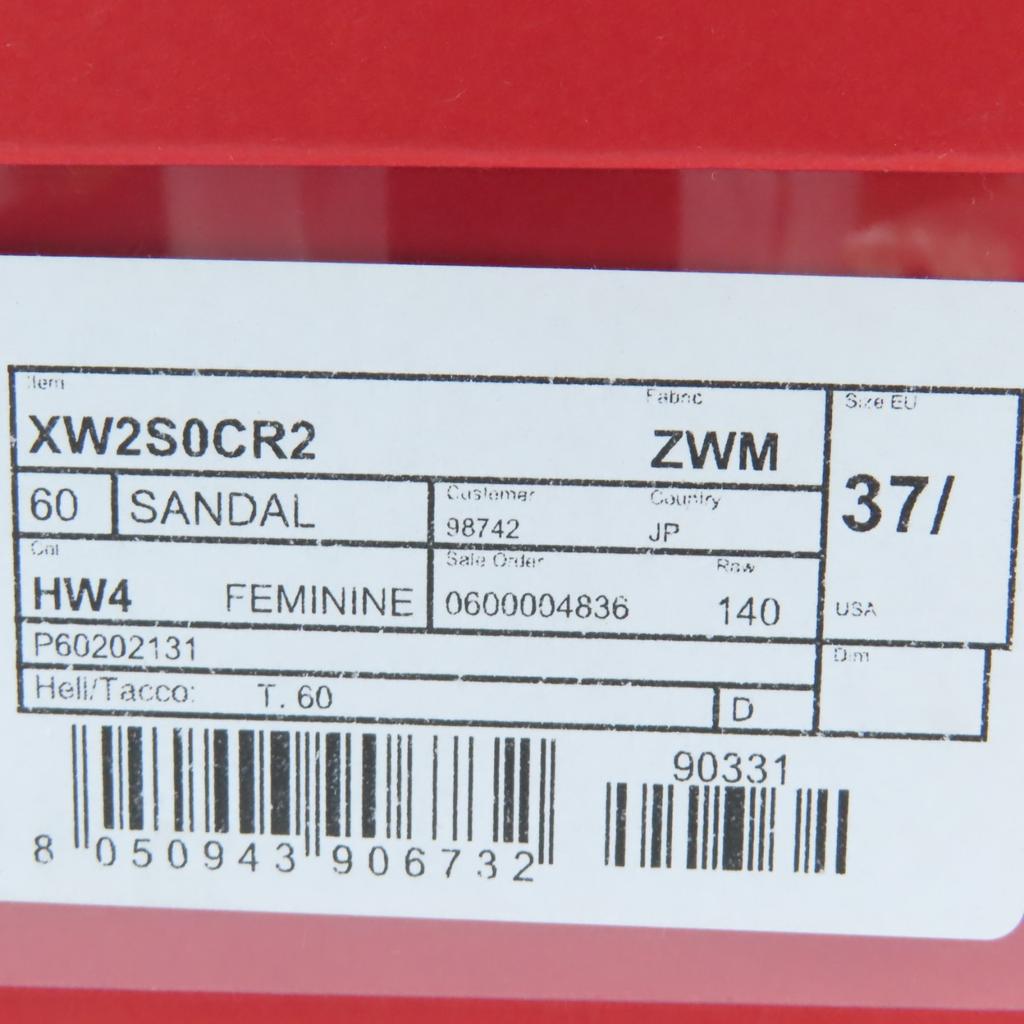 Item
Fabric
Size EU
XW2S0CR2
ZWM
37/
60
SANDAL
Customer
Country
98742
JP
Col
Sale Order
Row
HW4
FEMININE
0600004836
140
USA
P60202131
Dim
Hell/Tacco:
T. 60
D
90331
8 050943 906732